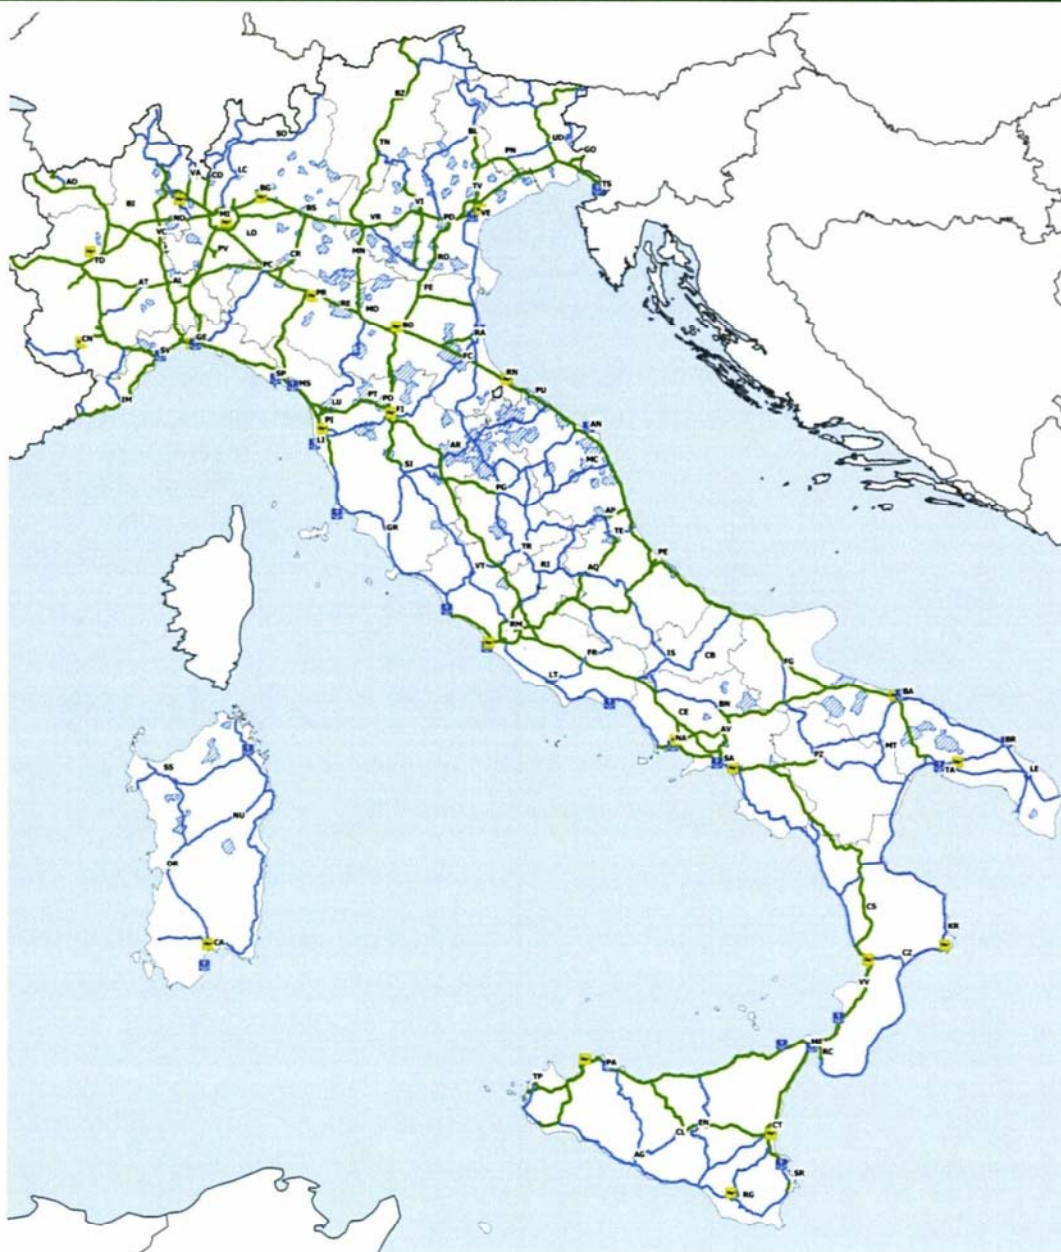 BZ
SO
TN
BL
UD
PN
GO
AO
VA
CO
LC
BI
BG
TV
TS
NO
MI
BS
VR
VI
PD
VE
VC
LO
TO
PV
CR
MN
RO
PC
AT
AL
PR
RE
MO
FE
BO
CN
SV
GE
RA
FC
SP
MS
RN
PU
IM
LU
PT
PO
FI
PI
LI
AN
AR
MC
SI
PG
AP
GR
TE
TR
PE
VT
RI
AQ
RM
FR
IS
CB
LT
FG
BA
CE
BN
NA
AV
SA
PZ
MT
BR
TA
LE
SS
NU
OR
CS
CA
KR
CZ
VV
ME
RC
TP
PA
CL
EN
CT
AG
SR
RG